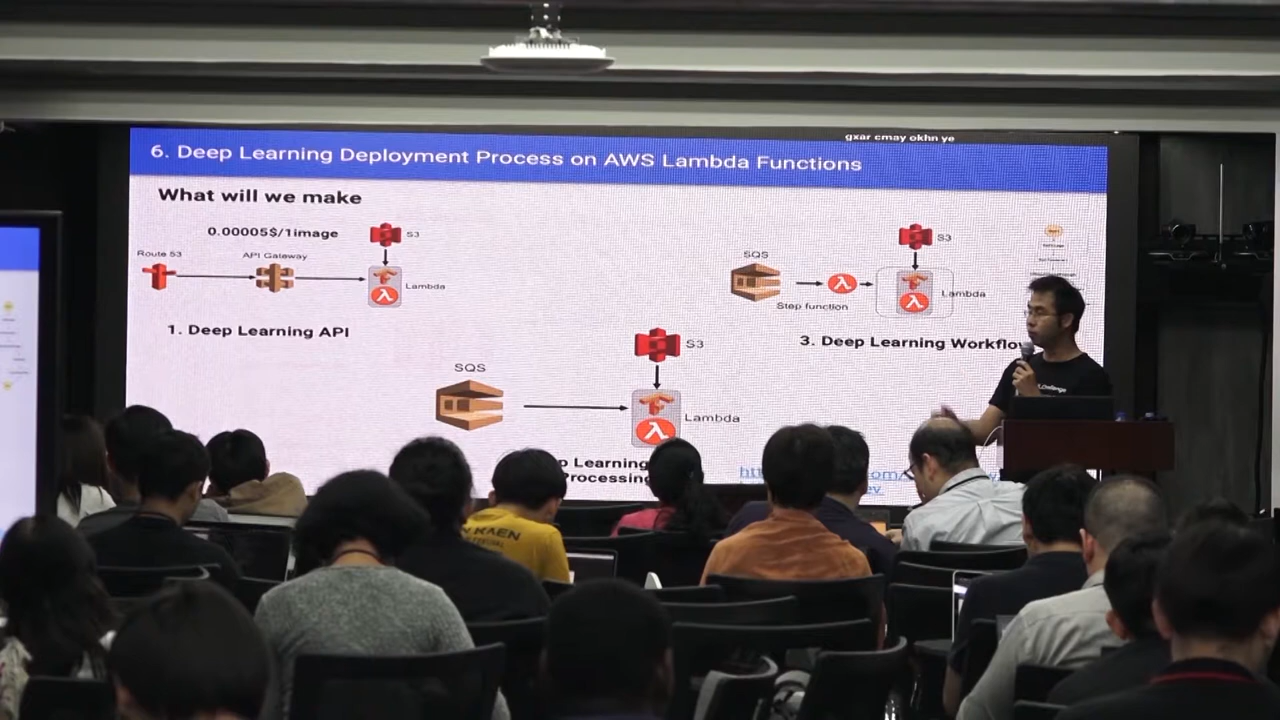 gxar cmay okhn ye
6. Deep Learning Deployment Process on AWS Lambda Functions
What will we make
0.00005$/1image
S3
Route 53
API Gateway
Lambda
1. Deep Learning API
SQS
S3
Step function
Lambda
3. Deep Learning Workflow
SQS
S3
Lambda
Learning
Processing
KAEN